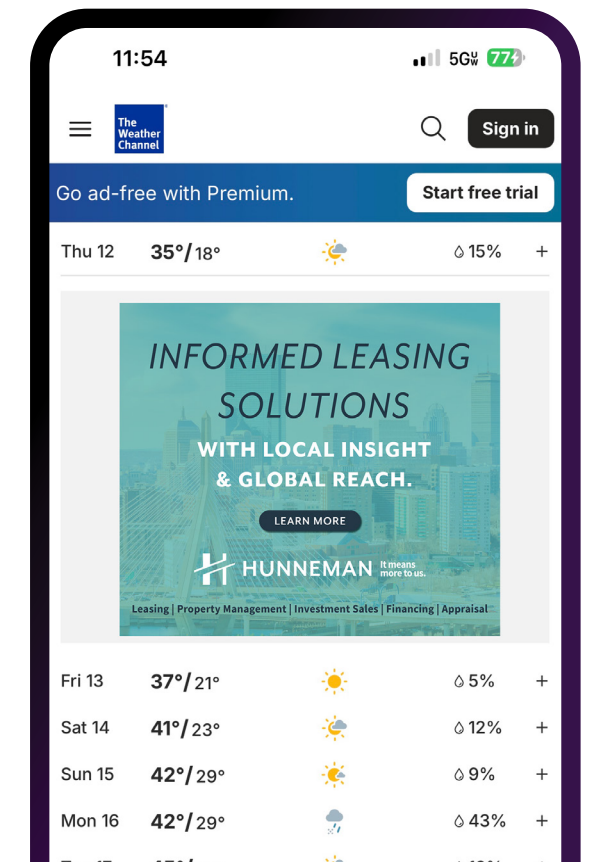 11:54
5GUW 77
The
Weather
Channel
Sign in
Go ad-free with Premium.
Start free trial
Thu 12 35°/18° 15% +
INFORMED LEASING
SOLUTIONS
WITH LOCAL INSIGHT
& GLOBAL REACH.
LEARN MORE
HUNNEMAN It means
more to us.
Leasing | Property Management | Investment Sales | Financing | Appraisal
Fri 13 37°/21° 5% +
Sat 14 41°/23° 12% +
Sun 15 42°/29° 9% +
Mon 16 42°/29° 43% +